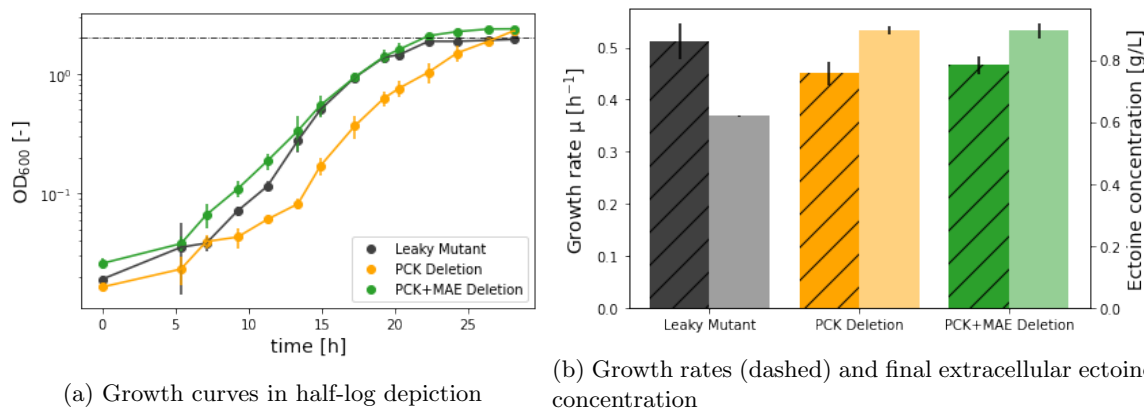 OD600 [-]
10⁰
10⁻¹
Leaky Mutant
PCK Deletion
PCK+MAE Deletion
0 5 10 15 20 25
time [h]
(a) Growth curves in half-log depiction
Growth rate μ [h⁻¹]
0.5
0.4
0.3
0.2
0.1
0.0
Leaky Mutant PCK Deletion PCK+MAE Deletion
0.8
0.6
0.4
0.2
0.0
Ectoine concentration [g/L]
(b) Growth rates (dashed) and final extracellular ectoine
concentration